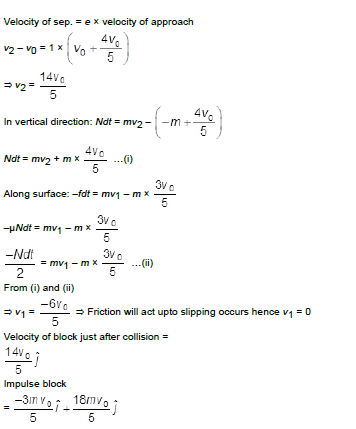 Velocity of sep. = e × velocity of approach
v₂ – v₀ = 1 × (v₀ + 4v₀/5)
⇒ v₂ = 14v₀/5
In vertical direction: Ndt = mv₂ – (–m + 4v₀/5)
Ndt = mv₂ + m × 4v₀/5 ...(i)
Along surface: –fdt = mv₁ – m × 3v₀/5
–μNdt = mv₁ – m × 3v₀/5
–Ndt/2 = mv₁ – m × 3v₀/5 ...(ii)
From (i) and (ii)
⇒ v₁ = –6v₀/5 ⇒ Friction will act upto slipping occurs hence v₁ = 0
Velocity of block just after collision =
14v₀/5 ĵ
Impulse block
= –3mv₀/5 î + 18mv₀/5 ĵ